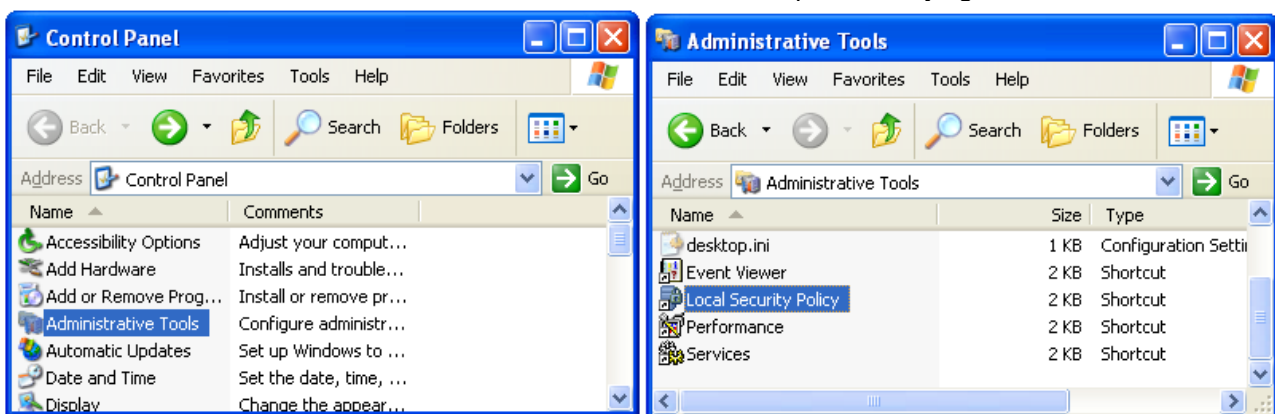 Control Panel
File Edit View Favorites Tools Help
Back Search Folders
Address Control Panel Go
Name Comments
Accessibility Options Adjust your comput...
Add Hardware Installs and trouble...
Add or Remove Prog... Install or remove pr...
Administrative Tools Configure administr...
Automatic Updates Set up Windows to ...
Date and Time Set the date, time, ...
Display Change the appear...
Administrative Tools
File Edit View Favorites Tools Help
Back Search Folders
Address Administrative Tools Go
Name Size Type
desktop.ini 1 KB Configuration Settin
Event Viewer 2 KB Shortcut
Local Security Policy 2 KB Shortcut
Performance 2 KB Shortcut
Services 2 KB Shortcut